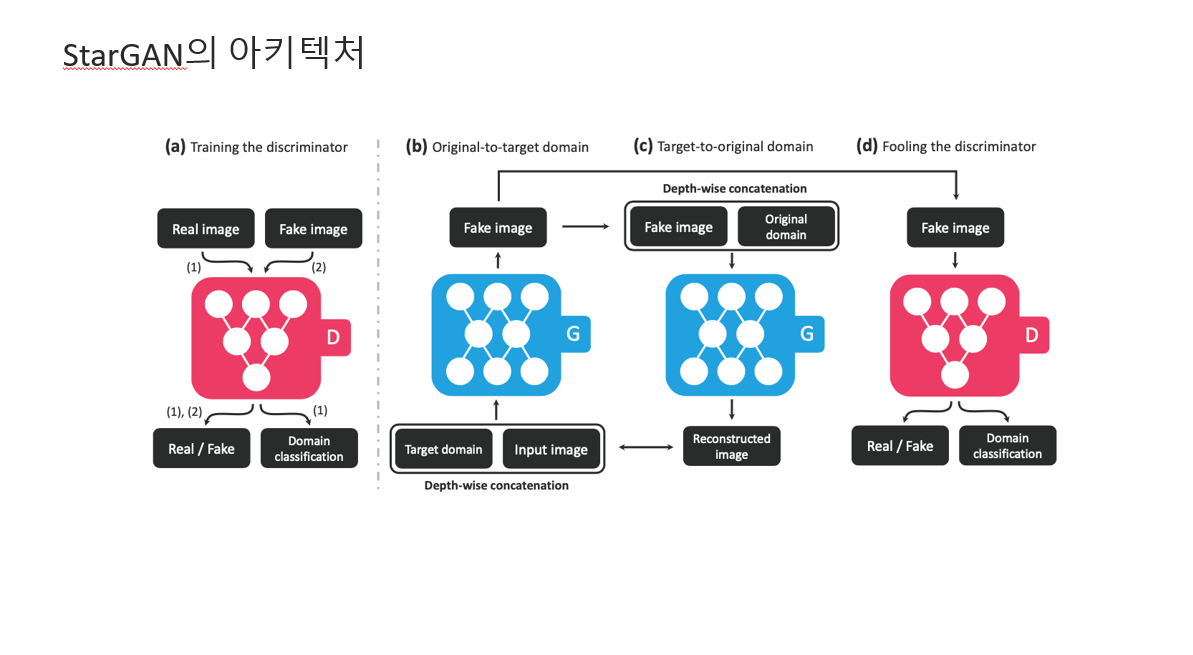 StarGAN의 아키텍처
(a) Training the discriminator
Real image
Fake image
(1)
(2)
D
(1), (2)
(1)
Real / Fake
Domain
classification
(b) Original-to-target domain
Fake image
G
Target domain
Input image
Depth-wise concatenation
(c) Target-to-original domain
Depth-wise concatenation
Fake image
Original
domain
G
Reconstructed
image
(d) Fooling the discriminator
Fake image
D
Real / Fake
Domain
classification